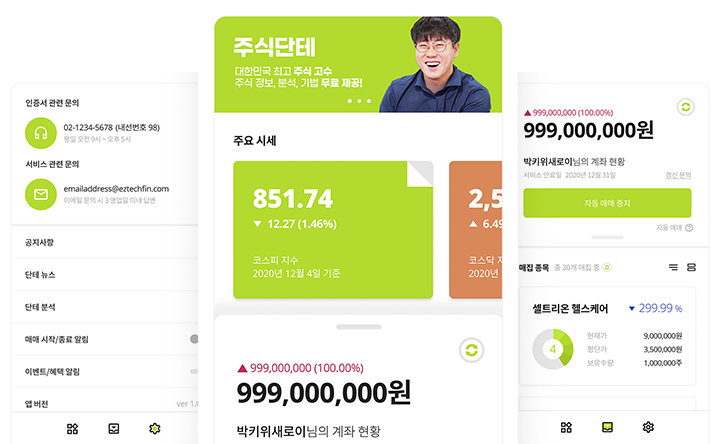 인증서 관련 문의
02-1234-5678 (내선번호 98)
평일 오전 9시 ~ 오후 5시
서비스 관련 문의
emailaddress@eztechfin.com
이메일 문의 시 3 영업일 이내 답변
공지사항
단테 뉴스
단테 분석
매매 시작/종료 알림
이벤트/혜택 알림
앱 버전
ver 1.0
주식단테
대한민국 최고 주식 고수
주식 정보, 분석, 기법 무료 제공!
주요 시세
851.74
▼ 12.27 (1.46%)
코스피 지수
2020년 12월 4일 기준
2,5
▲ 6.49
코스닥 지
2020년
▲ 999,000,000 (100.00%)
999,000,000원
박키위새로이님의 계좌 현황
▲ 999,000,000 (100.00%)
999,000,000원
박키위새로이님의 계좌 현황
서비스 만료일 2020년 12월 31일
갱신 문의
자동 매매 중지
자동 매매 ?
매집 종목 총 30개 매집 중
셀트리온 헬스케어 ▼ 299.99 %
4
현재가 9,000,000원
평단가 3,500,000원
보유수량 1,000,000주